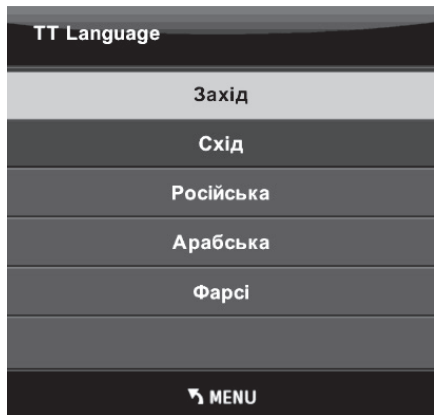 TT Language
Захід
Схід
Російська
Арабська
Фарсі
MENU